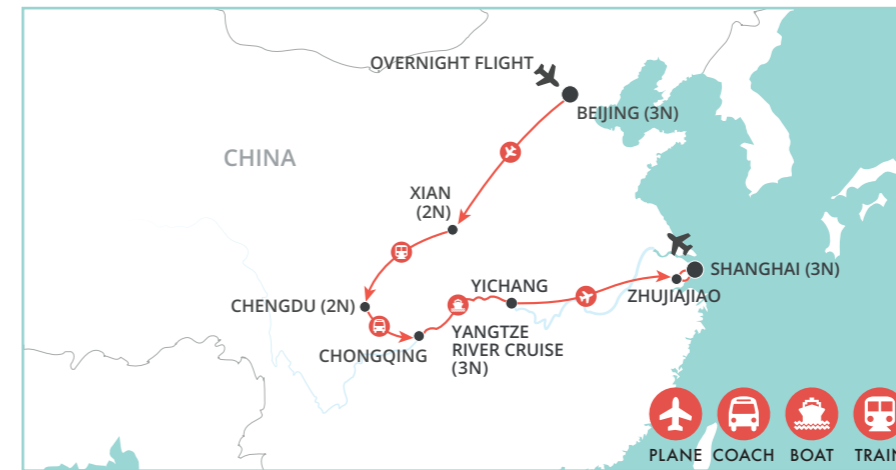 OVERNIGHT FLIGHT
BEIJING (3N)
CHINA
XIAN
(2N)
SHANGHAI (3N)
YICHANG
ZHUJIAJIAO
CHENGDU (2N)
CHONGQING
YANGTZE
RIVER CRUISE
(3N)
PLANE
COACH
BOAT
TRAIN